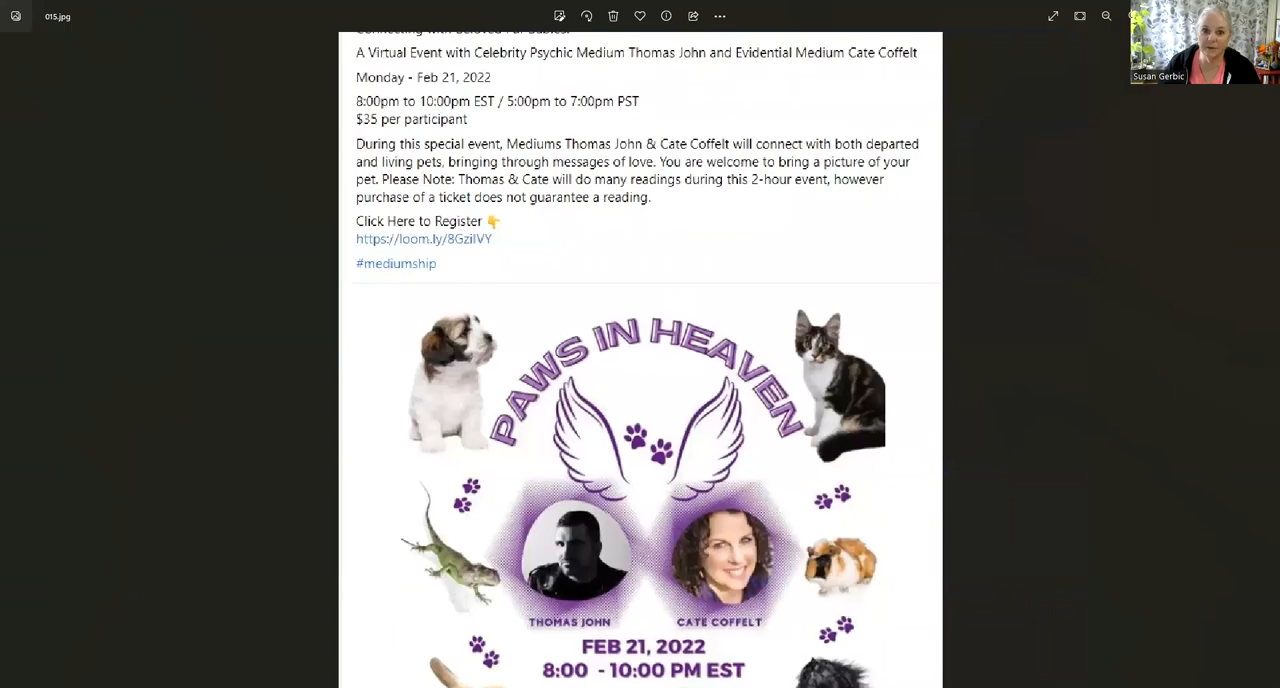 015.jpg
Connecting with Beloved Fur Babies.
A Virtual Event with Celebrity Psychic Medium Thomas John and Evidential Medium Cate Coffelt
Monday - Feb 21, 2022
8:00pm to 10:00pm EST / 5:00pm to 7:00pm PST
$35 per participant
During this special event, Mediums Thomas John & Cate Coffelt will connect with both departed
and living pets, bringing through messages of love. You are welcome to bring a picture of your
pet. Please Note: Thomas & Cate will do many readings during this 2-hour event, however
purchase of a ticket does not guarantee a reading.
Click Here to Register 👇
https://loom.ly/8GziIVY
#mediumship
PAWS IN HEAVEN
THOMAS JOHN
CATE COFFELT
FEB 21, 2022
8:00 - 10:00 PM EST
Susan Gerbic